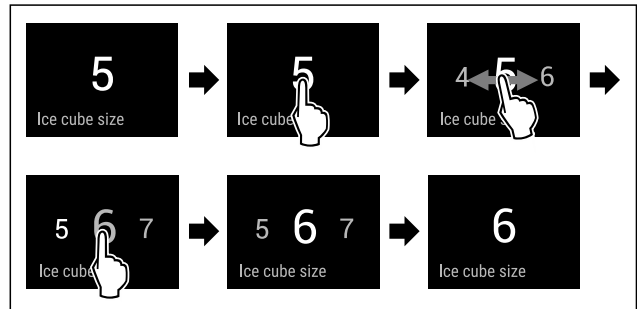 5
Ice cube size
5
Ice cub
4 5 6
Ice cube s
5 6 7
Ice cube
5 6 7
Ice cube size
6
Ice cube size